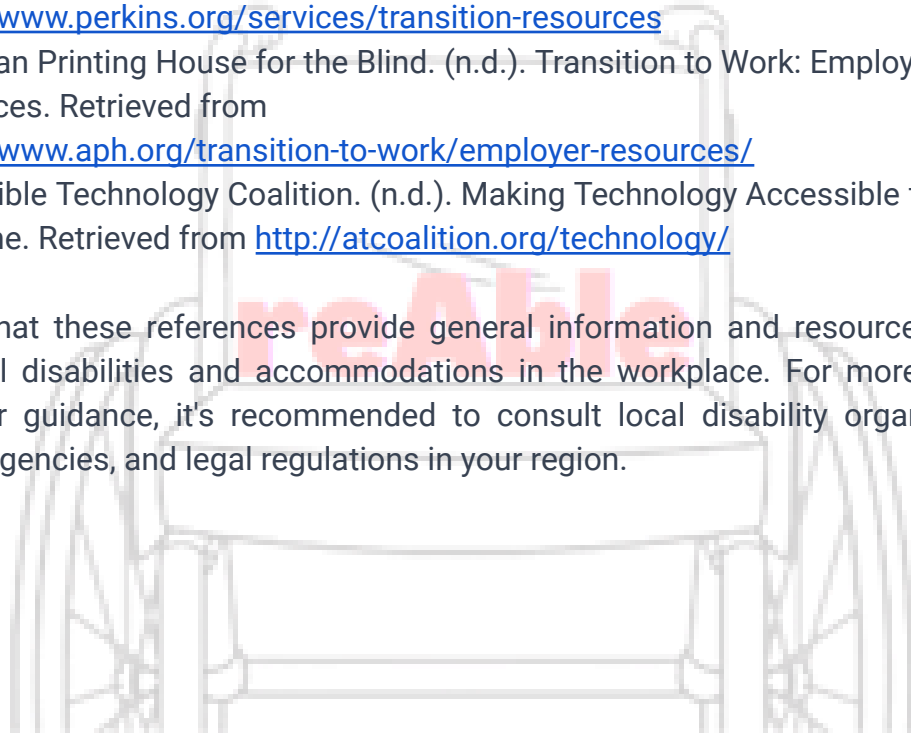 www.perkins.org/services/transition-resources
an Printing House for the Blind. (n.d.). Transition to Work: Employ
ces. Retrieved from
www.aph.org/transition-to-work/employer-resources/
ible Technology Coalition. (n.d.). Making Technology Accessible
ne. Retrieved from http://atcoalition.org/technology/
reAble
hat these references provide general information and resource
l disabilities and accommodations in the workplace. For more
r guidance, it's recommended to consult local disability orga
gencies, and legal regulations in your region.